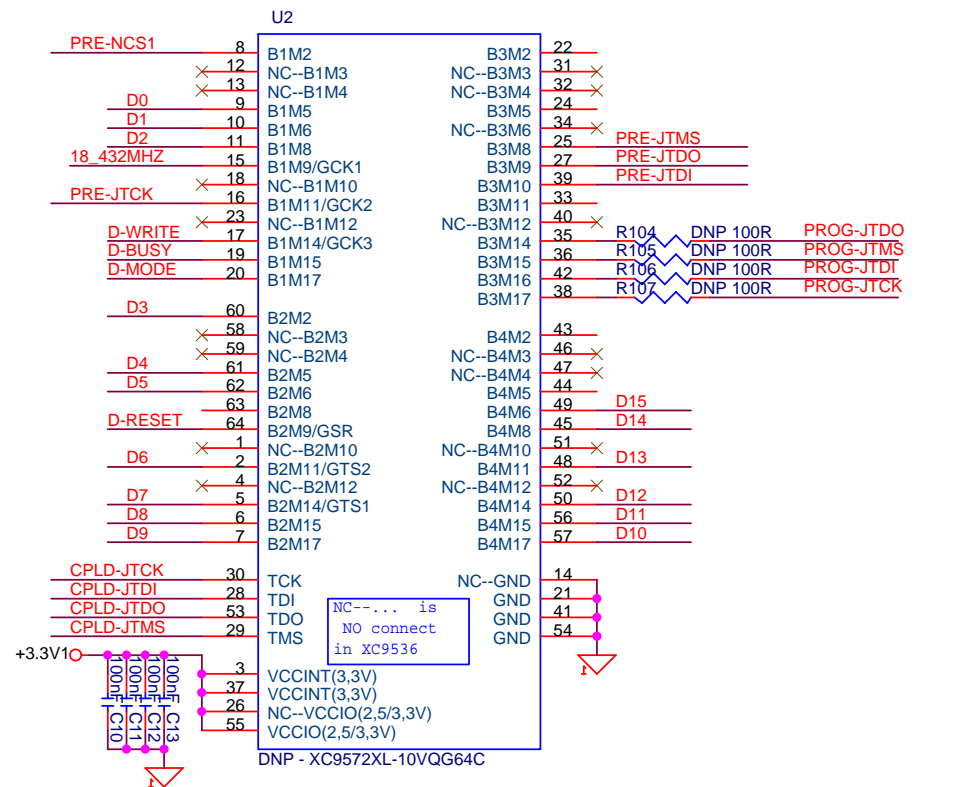 U2
PRE-NCS1 8 B1M2 B3M2 22
12 NC--B1M3 NC--B3M3 31
13 NC--B1M4 NC--B3M4 32
D0 9 B1M5 B3M5 24
D1 10 B1M6 NC--B3M6 34
D2 11 B1M8 B3M8 25 PRE-JTMS
18_432MHZ 15 B1M9/GCK1 B3M9 27 PRE-JTDO
18 NC--B1M10 B3M10 39 PRE-JTDI
PRE-JTCK 16 B1M11/GCK2 B3M11 33
23 NC--B1M12 NC--B3M12 40
D-WRITE 17 B1M14/GCK3 B3M14 35 R104 DNP 100R PROG-JTDO
D-BUSY 19 B1M15 B3M15 36 R105 DNP 100R PROG-JTMS
D-MODE 20 B1M17 B3M16 42 R106 DNP 100R PROG-JTDI
B3M17 38 R107 DNP 100R PROG-JTCK
D3 60 B2M2
58 NC--B2M3 B4M2 43
59 NC--B2M4 NC--B4M3 46
D4 61 B2M5 NC--B4M4 47
D5 62 B2M6 B4M5 44
63 B2M8 B4M6 49 D15
D-RESET 64 B2M9/GSR B4M8 45 D14
1 NC--B2M10 NC--B4M10 51
D6 2 B2M11/GTS2 B4M11 48 D13
4 NC--B2M12 NC--B4M12 52
D7 5 B2M14/GTS1 B4M14 50 D12
D8 6 B2M15 B4M15 56 D11
D9 7 B2M17 B4M17 57 D10
CPLD-JTCK 30 TCK NC--GND 14
CPLD-JTDI 28 TDI GND 21
CPLD-JTDO 53 TDO GND 41
CPLD-JTMS 29 TMS GND 54
NC--... is
NO connect
in XC9536
+3.3V1
3 VCCINT(3,3V)
37 VCCINT(3,3V)
26 NC--VCCIO(2,5/3,3V)
55 VCCIO(2,5/3,3V)
100nF C10
100nF C11
100nF C12
100nF C13
1
1
DNP - XC9572XL-10VQG64C